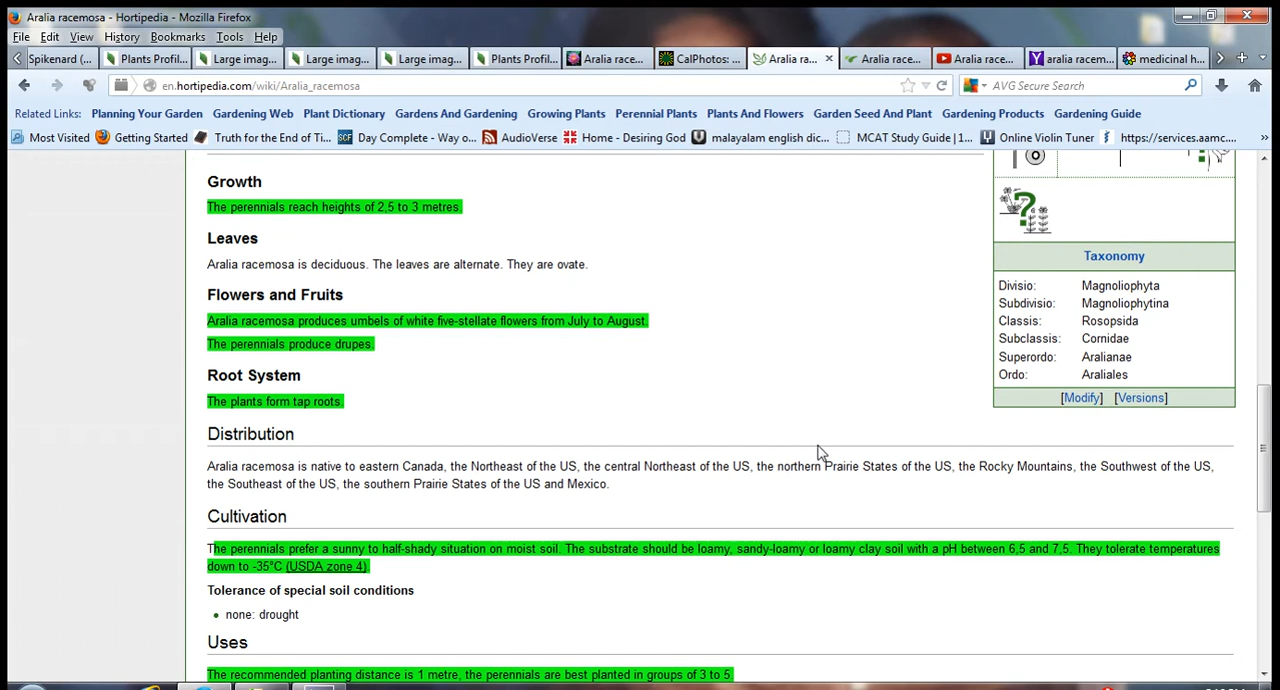 Aralia racemosa - Hortipedia - Mozilla Firefox
File Edit View History Bookmarks Tools Help
Spikenard (... Plants Profil... Large imag... Large imag... Large imag... Plants Profil... Aralia race... CalPhotos: ... Aralia ra... Aralia race... Aralia race... aralia racem... medicinal h...
en.hortipedia.com/wiki/Aralia_racemosa AVG Secure Search
Related Links: Planning Your Garden Gardening Web Plant Dictionary Gardens And Gardening Growing Plants Perennial Plants Plants And Flowers Garden Seed And Plant Gardening Products Gardening Guide
Most Visited Getting Started Truth for the End of Ti... Day Complete - Way o... AudioVerse Home - Desiring God malayalam english dic... MCAT Study Guide | 1... Online Violin Tuner https://services.aamc....
Growth
The perennials reach heights of 2,5 to 3 metres.
Leaves
Aralia racemosa is deciduous. The leaves are alternate. They are ovate.
Flowers and Fruits
Aralia racemosa produces umbels of white five-stellate flowers from July to August.
The perennials produce drupes.
Root System
The plants form tap roots.
Taxonomy
Divisio: Magnoliophyta
Subdivisio: Magnoliophytina
Classis: Rosopsida
Subclassis: Cornidae
Superordo: Aralianae
Ordo: Araliales
[Modify] [Versions]
Distribution
Aralia racemosa is native to eastern Canada, the Northeast of the US, the central Northeast of the US, the northern Prairie States of the US, the Rocky Mountains, the Southwest of the US,
the Southeast of the US, the southern Prairie States of the US and Mexico.
Cultivation
The perennials prefer a sunny to half-shady situation on moist soil. The substrate should be loamy, sandy-loamy or loamy clay soil with a pH between 6,5 and 7,5. They tolerate temperatures
down to -35°C (USDA zone 4).
Tolerance of special soil conditions
none: drought
Uses
The recommended planting distance is 1 metre, the perennials are best planted in groups of 3 to 5.